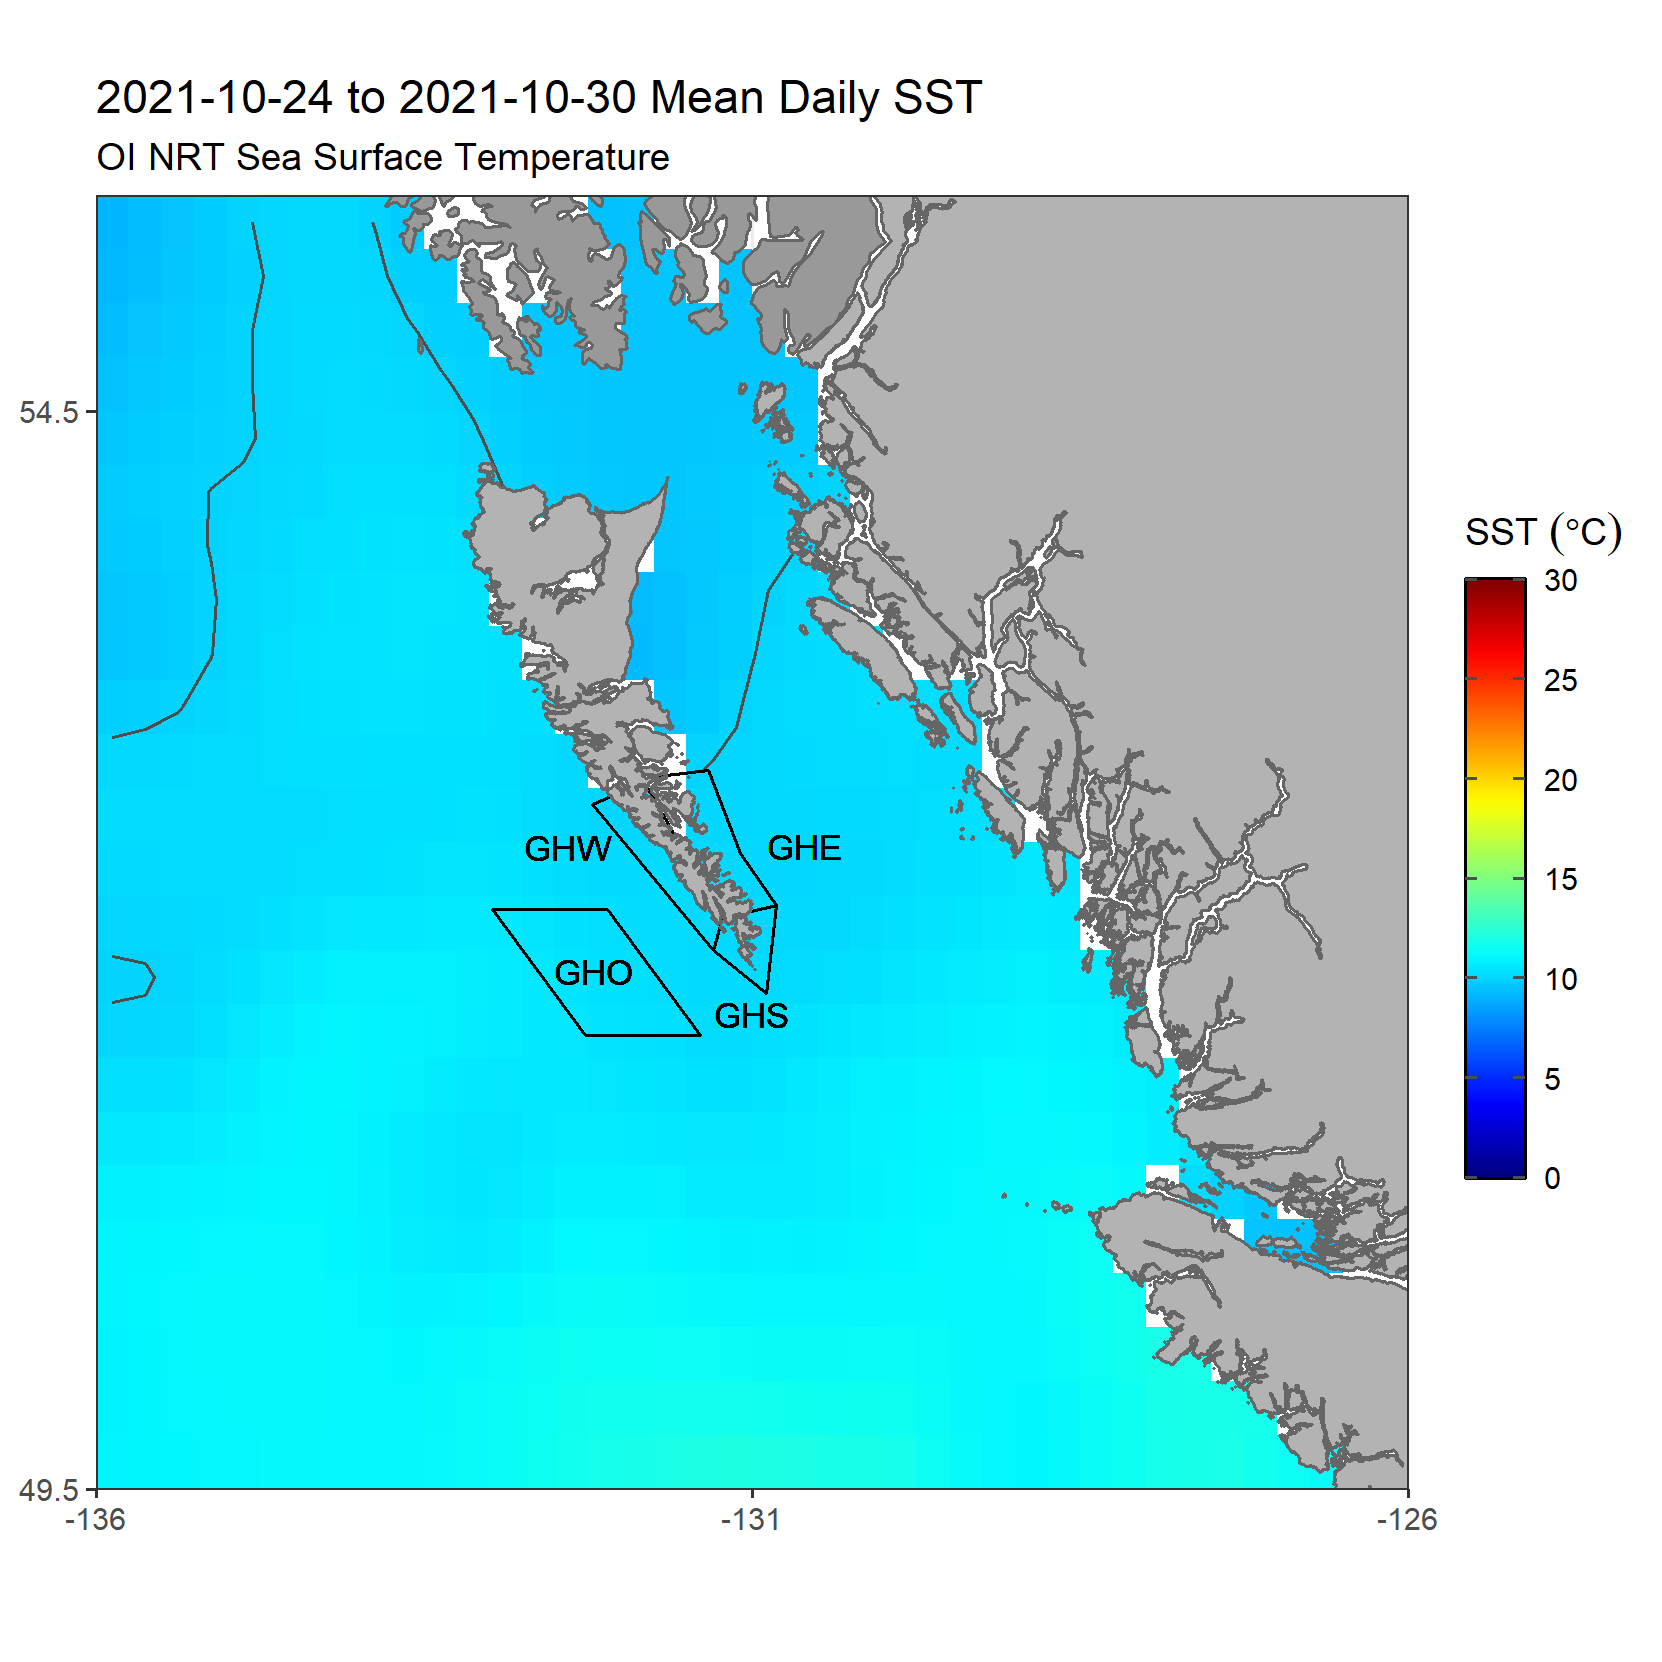 2021-10-24 to 2021-10-30 Mean Daily SST
OI NRT Sea Surface Temperature
54.5
49.5
-136
-131
-126
GHW
GHE
GHO
GHS
SST (°C)
30
25
20
15
10
5
0